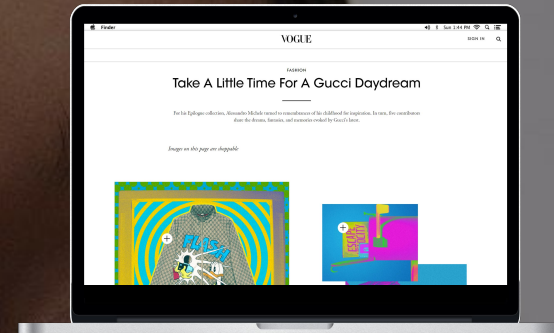 Finder
Sun 1:44 PM
VOGUE
SIGN IN
FASHION
Take A Little Time For A Gucci Daydream
For his Epilogue collection, Alessandro Michele turned to remembrances of his childhood for inspiration. In turn, five contributors
share the dreams, fantasies, and memories evoked by Gucci's latest.
Images on this page are shoppable
ESCAPE
VELOCITY